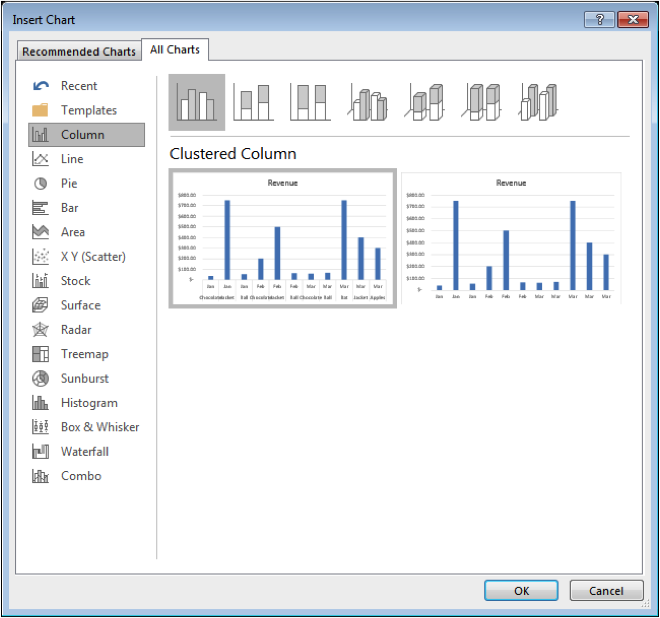 Insert Chart
Recommended Charts
All Charts
Recent
Templates
Column
Line
Pie
Bar
Area
X Y (Scatter)
Stock
Surface
Radar
Treemap
Sunburst
Histogram
Box & Whisker
Waterfall
Combo
Clustered Column
Revenue
$800.00
$700.00
$600.00
$500.00
$400.00
$300.00
$200.00
$100.00
$-
Jan Jan Jan Feb Feb Feb Mar Mar Mar Mar Mar
Chocolate Jacket Ball Chocolate Jacket Ball Chocolate Ball Bat Jacket Apples
Revenue
$800.00
$700.00
$600.00
$500.00
$400.00
$300.00
$200.00
$100.00
$-
Jan Jan Jan Feb Feb Feb Mar Mar Mar Mar Mar
OK
Cancel